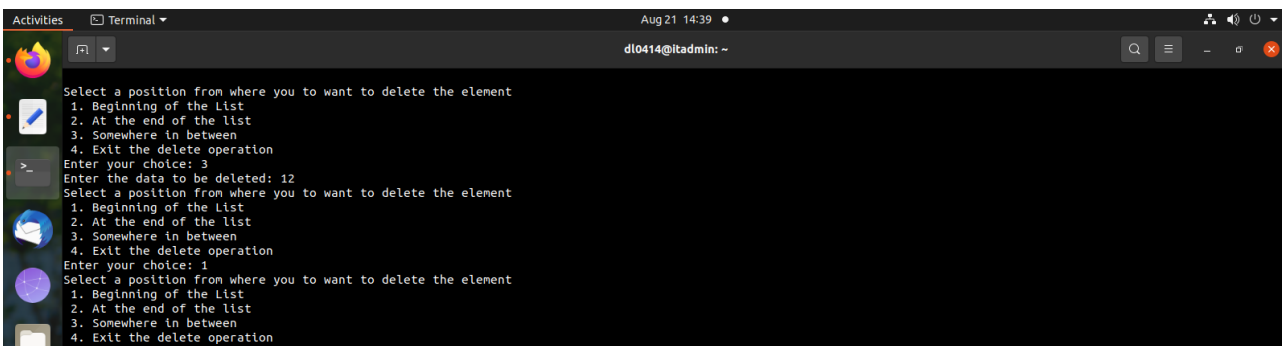 Activities Terminal Aug 21 14:39
dl0414@itadmin: ~
Select a position from where you to want to delete the element
1. Beginning of the List
2. At the end of the list
3. Somewhere in between
4. Exit the delete operation
Enter your choice: 3
Enter the data to be deleted: 12
Select a position from where you to want to delete the element
1. Beginning of the List
2. At the end of the list
3. Somewhere in between
4. Exit the delete operation
Enter your choice: 1
Select a position from where you to want to delete the element
1. Beginning of the List
2. At the end of the list
3. Somewhere in between
4. Exit the delete operation